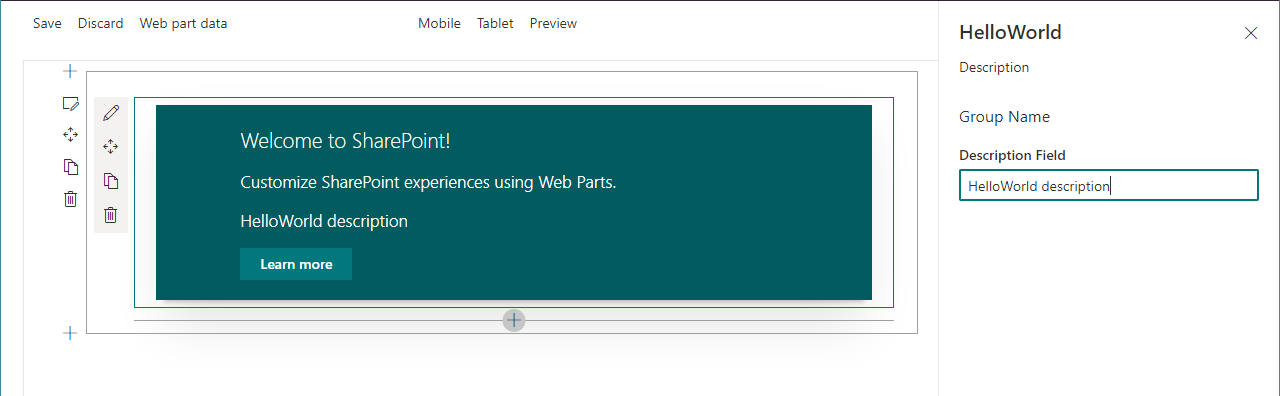 Save Discard Web part data Mobile Tablet Preview
Welcome to SharePoint!
Customize SharePoint experiences using Web Parts.
HelloWorld description
Learn more
HelloWorld
Description
Group Name
Description Field
HelloWorld description